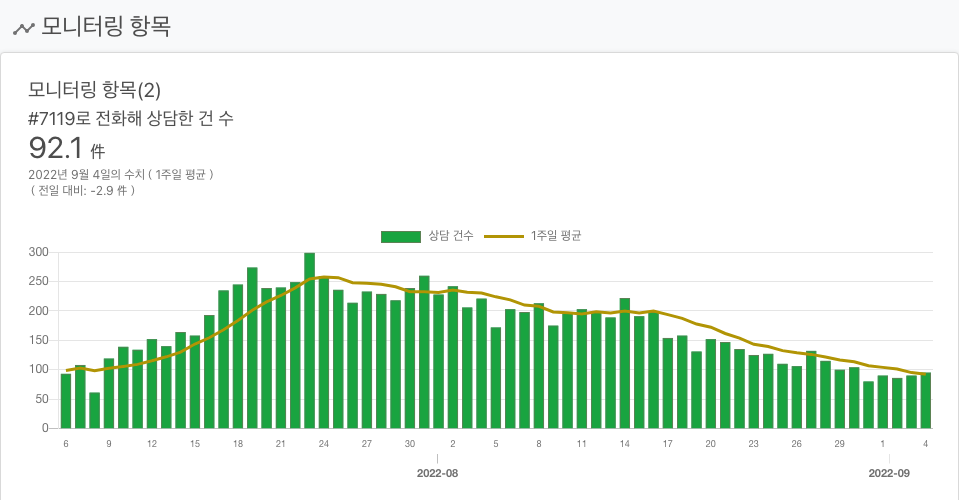 모니터링 항목
모니터링 항목(2)
#7119로 전화해 상담한 건 수
92.1 件
2022년 9월 4일의 수치 ( 1주일 평균 )
( 전일 대비: -2.9 件 )
상담 건수 1주일 평균
300
250
200
150
100
50
0
6 9 12 15 18 21 24 27 30 2 5 8 11 14 17 20 23 26 29 1 4
2022-08 2022-09